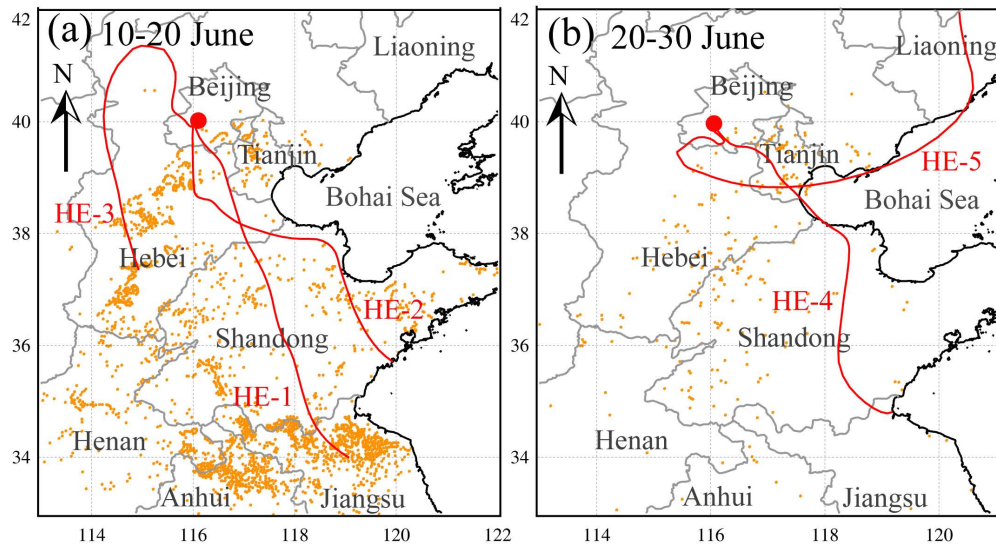 (a) 10-20 June
N
Liaoning
Beijing
Tianjin
Bohai Sea
HE-3
Hebei
HE-2
Shandong
HE-1
Henan
Anhui
Jiangsu
42
40
38
36
34
114
116
118
120
122
(b) 20-30 June
N
Liaoning
Beijing
Tianjin
HE-5
Bohai Sea
Hebei
HE-4
Shandong
Henan
Anhui
Jiangsu
42
40
38
36
34
114
116
118
120